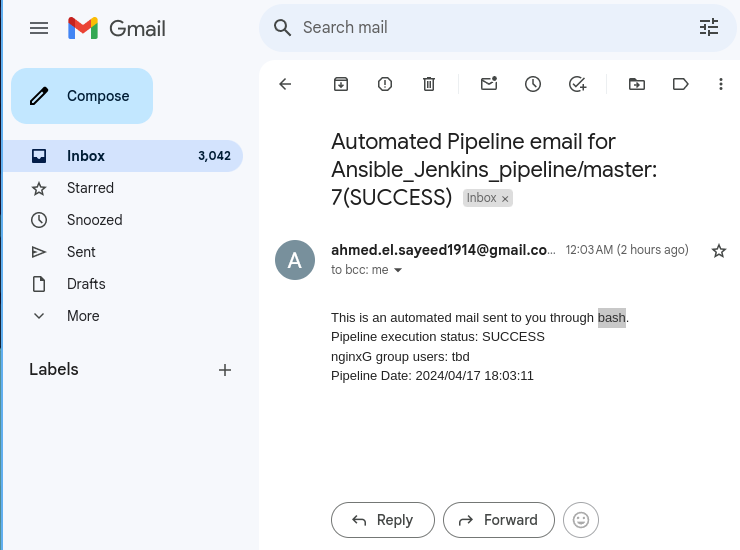 Gmail
Search mail
Compose
Inbox 3,042
Starred
Snoozed
Sent
Drafts
More
Labels
Automated Pipeline email for
Ansible_Jenkins_pipeline/master:
7(SUCCESS) Inbox ×
A
ahmed.el.sayeed1914@gmail.co... 12:03 AM (2 hours ago)
to bcc: me
This is an automated mail sent to you through bash.
Pipeline execution status: SUCCESS
nginxG group users: tbd
Pipeline Date: 2024/04/17 18:03:11
Reply Forward